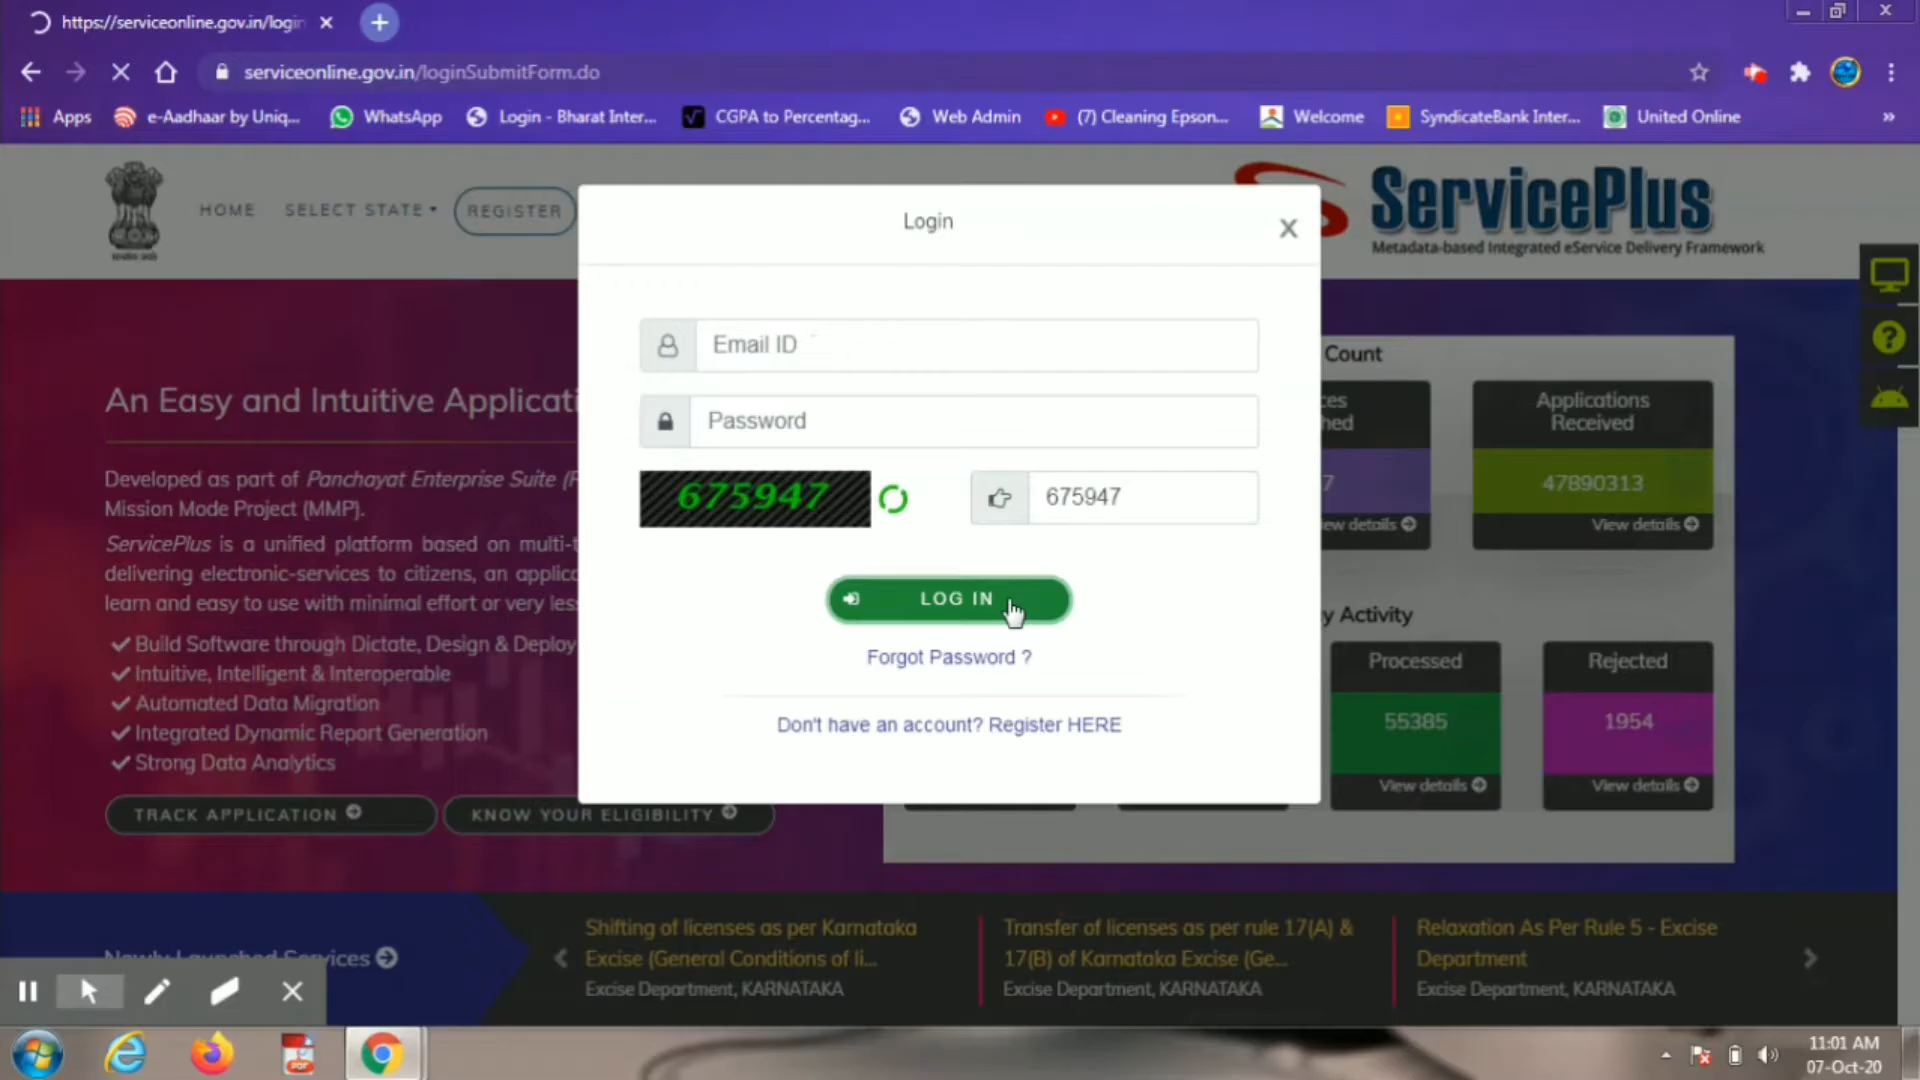 https://serviceonline.gov.in/login
serviceonline.gov.in/loginSubmitForm.do
Apps
e-Aadhaar by Uniq...
WhatsApp
Login - Bharat Inter...
CGPA to Percentag...
Web Admin
(7) Cleaning Epson...
Welcome
SyndicateBank Inter...
United Online
HOME
SELECT STATE
REGISTER
ServicePlus
Metadata-based Integrated eService Delivery Framework
Login
Email ID
Password
675947
675947
LOG IN
Forgot Password ?
Don't have an account? Register HERE
An Easy and Intuitive Applicati
Developed as part of Panchayat Enterprise Suite (P
Mission Mode Project (MMP).
ServicePlus is a unified platform based on multi-t
delivering electronic-services to citizens, an applic
learn and easy to use with minimal effort or very les
Build Software through Dictate, Design & Deploy
Intuitive, Intelligent & Interoperable
Automated Data Migration
Integrated Dynamic Report Generation
Strong Data Analytics
TRACK APPLICATION
KNOW YOUR ELIGIBILITY
Count
ces
hed
7
ew details
Applications
Received
47890313
View details
y Activity
Processed
55385
View details
Rejected
1954
View details
Newly Launched Services
Shifting of licenses as per Karnataka
Excise (General Conditions of li...
Excise Department, KARNATAKA
Transfer of licenses as per rule 17(A) &
17(B) of Karnataka Excise (Ge...
Excise Department, KARNATAKA
Relaxation As Per Rule 5 - Excise
Department
Excise Department, KARNATAKA
11:01 AM
07-Oct-20